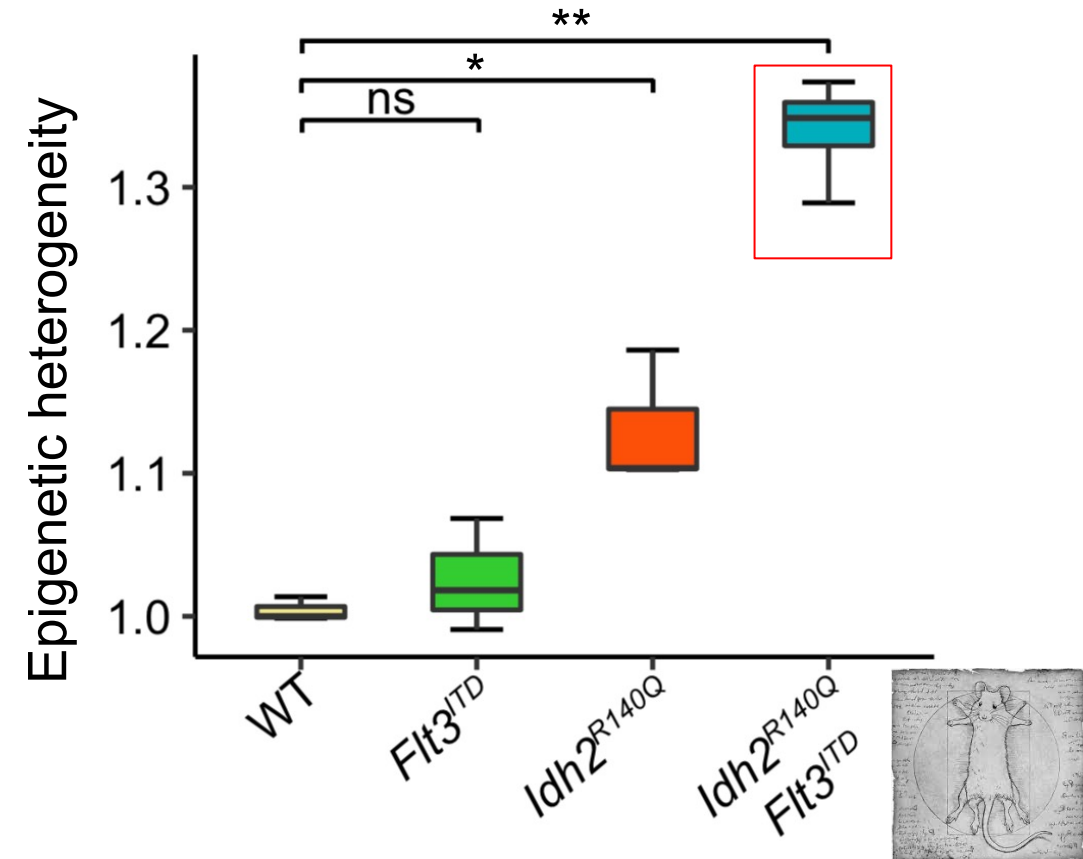 **
*
ns
Epigenetic heterogeneity
1.3
1.2
1.1
1.0
WT
Flt3ITD
Idh2R140Q
Idh2R140Q
Flt3ITD